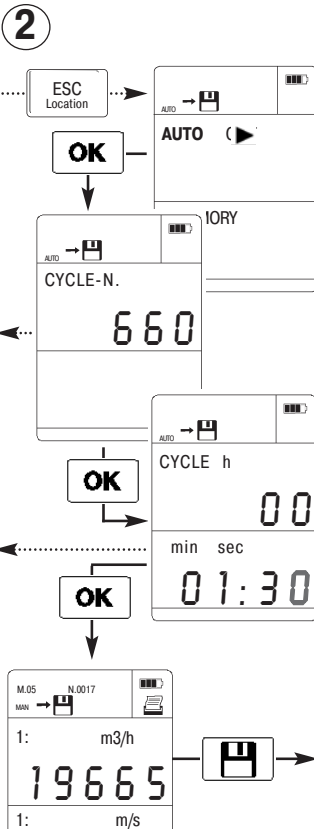 2
ESC
Location
AUTO
AUTO
OK
MORY
AUTO
CYCLE-N.
660
AUTO
CYCLE h
00
OK
min sec
01:30
OK
M.05 N.0017
MAN
1: m3/h
19665
1: m/s